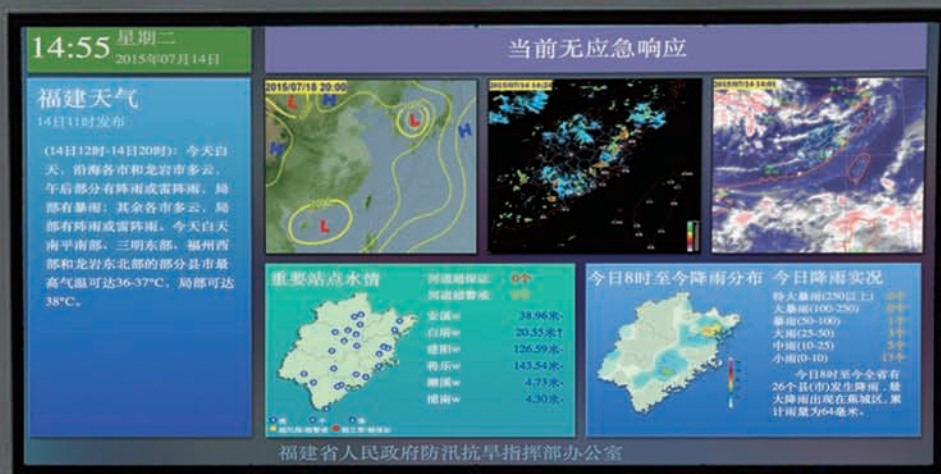 14:55
星期二
2015年07月14日
当前无应急响应
福建天气
14日11时发布
(14日12时-14日20时)：今天白
天，沿海各市和龙岩市多云，
午后部分有阵雨或雷阵雨，局
部有暴雨；其余各市多云，局
部有阵雨或雷阵雨。今天白天
南平南部、三明东部、福州西
部和龙岩东北部的部分县市最
高气温可达36-37℃，局部可达
38℃。
2015/07/18 20:00
H
L
H
L
H
L
重要站点水情
河道超保证 0个
河道超警戒 0个
安溪w 38.96米-
白塔w 20.55米↑
建阳w 126.59米-
将乐w 143.54米-
4.73米-
4.30米-
今日8时至今降雨分布
今日降雨实况
特大暴雨(250以上) 0个
大暴雨(100-250) 0个
暴雨(50-100) 1个
大雨(25-50)
中雨(10-25)
小雨(0-10)
今日8时至今全省有
26个县(市)发生降雨，最
大降雨出现在蕉城区，累
计雨量为64毫米。
福建省人民政府防汛抗旱指挥部办公室